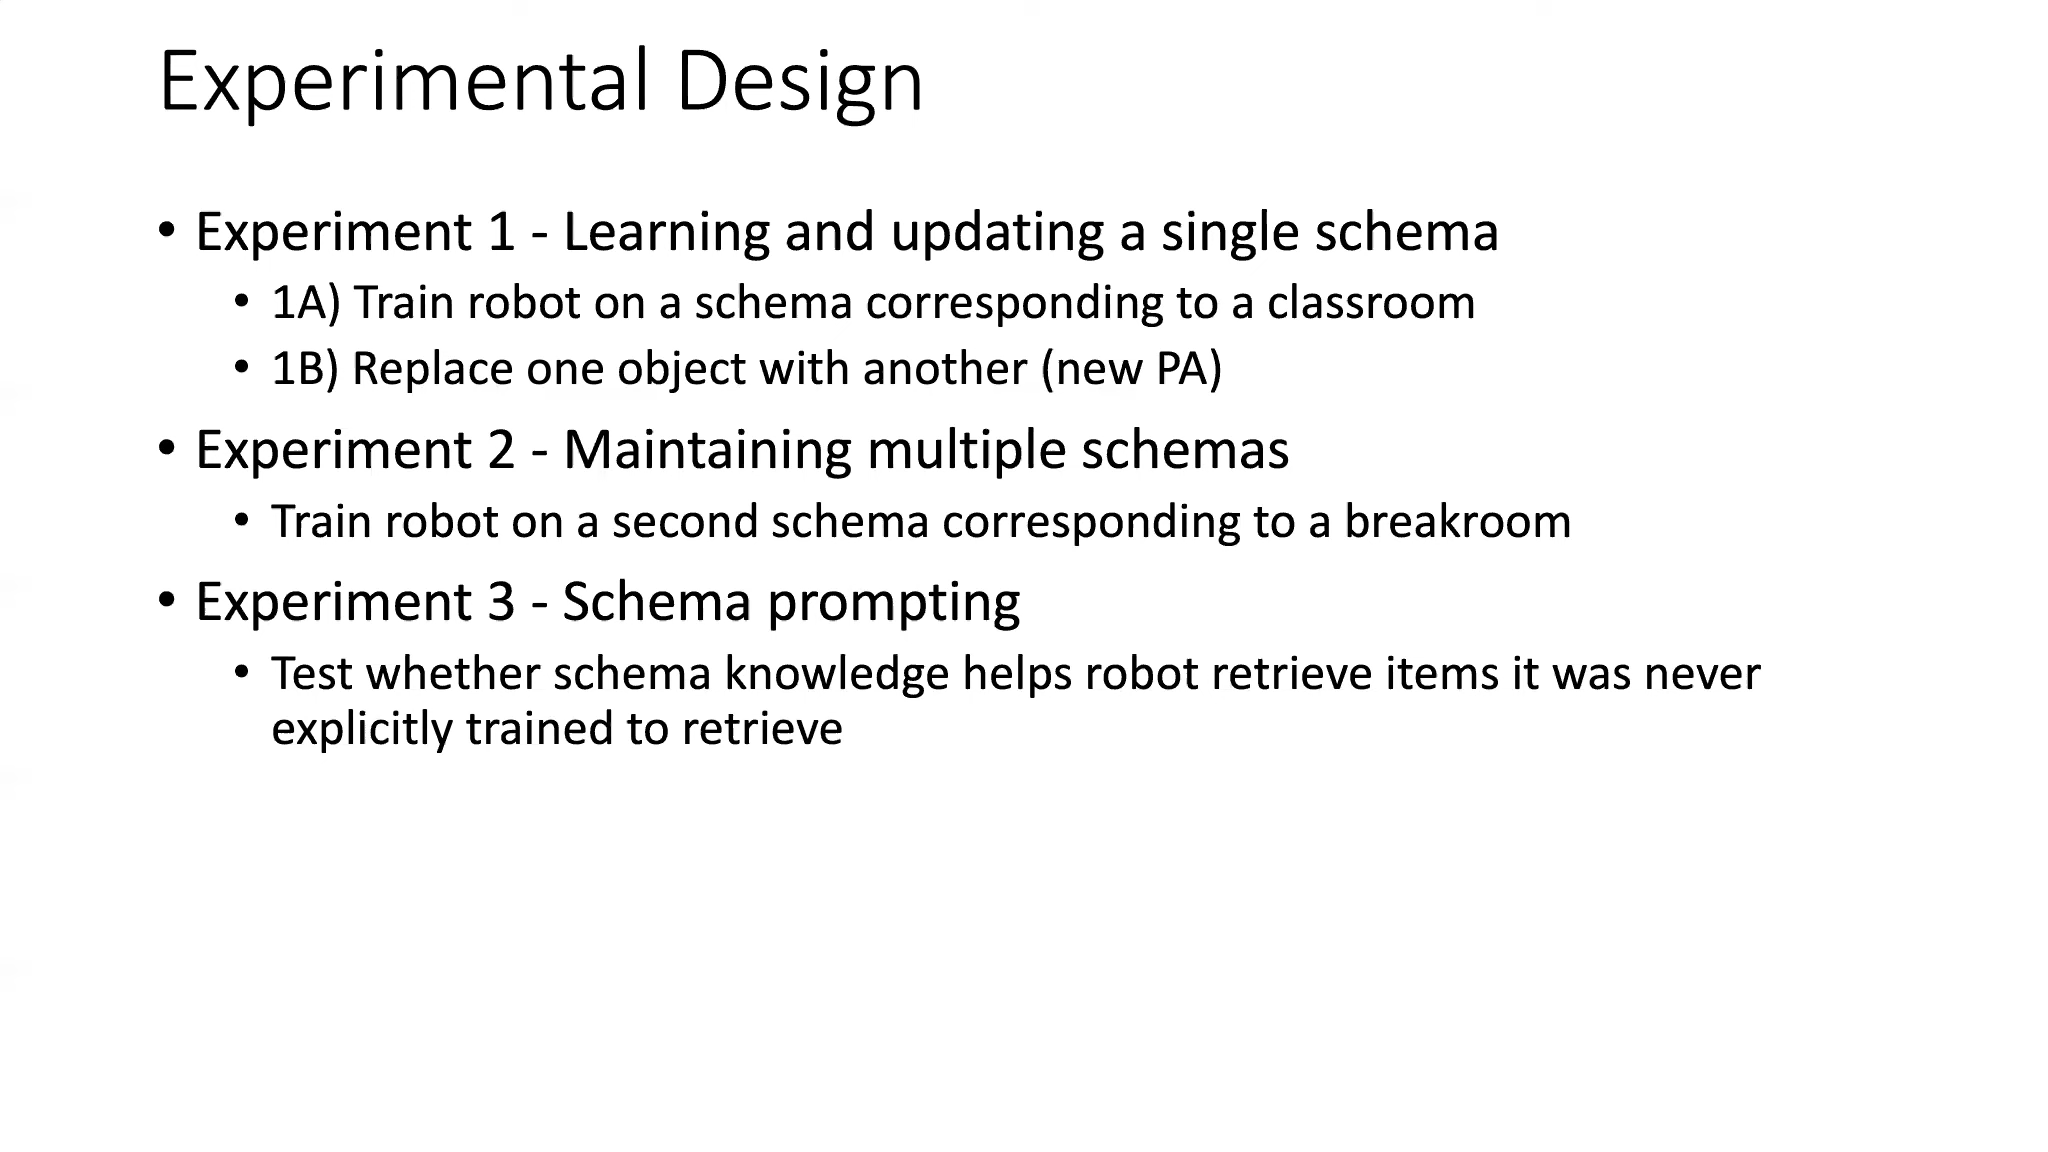 Experimental Design
• Experiment 1 - Learning and updating a single schema
• 1A) Train robot on a schema corresponding to a classroom
• 1B) Replace one object with another (new PA)
• Experiment 2 - Maintaining multiple schemas
• Train robot on a second schema corresponding to a breakroom
• Experiment 3 - Schema prompting
• Test whether schema knowledge helps robot retrieve items it was never
explicitly trained to retrieve